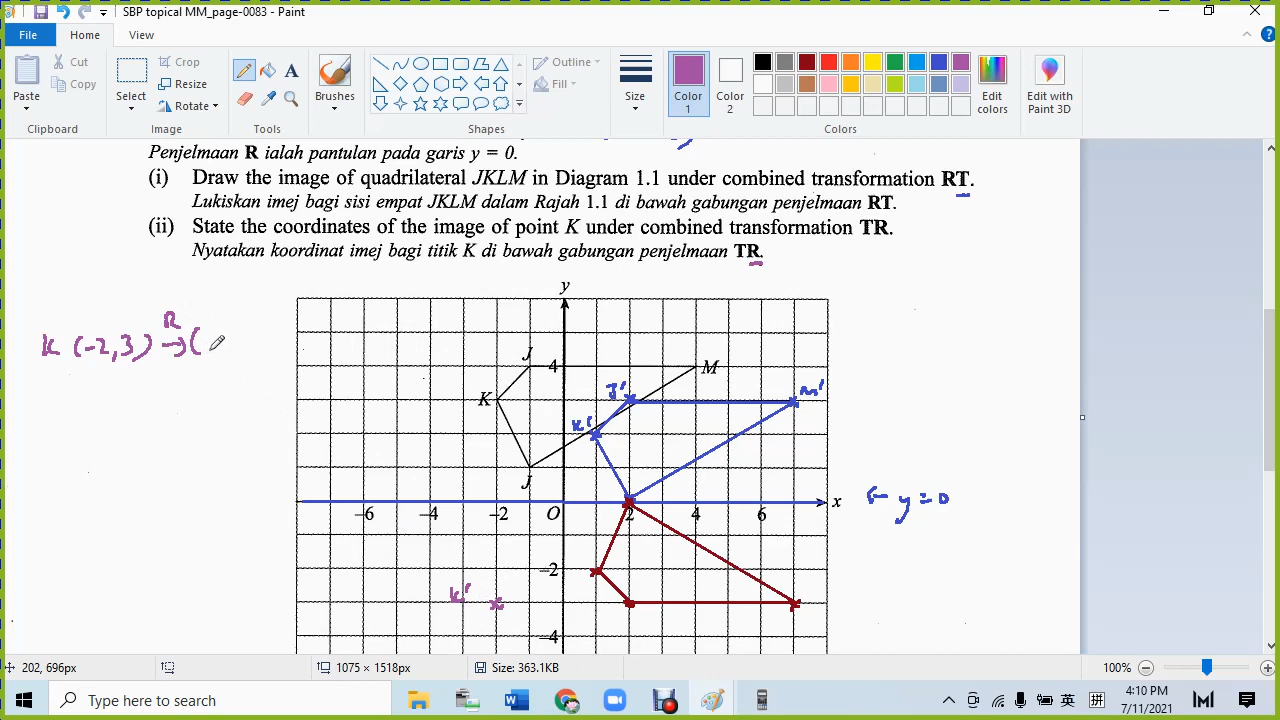 SBP topical MM_page-0083 - Paint
File
Home
View
Paste
Cut
Copy
Clipboard
Select
Crop
Resize
Rotate
Image
Tools
Brushes
Outline
Fill
Shapes
Size
Color
1
Color
2
Edit
colors
Colors
Edit with
Paint 3D
Penjelmaan R ialah pantulan pada garis y = 0.
(i) Draw the image of quadrilateral JKLM in Diagram 1.1 under combined transformation RT.
Lukiskan imej bagi sisi empat JKLM dalam Rajah 1.1 di bawah gabungan penjelmaan RT.
(ii) State the coordinates of the image of point K under combined transformation TR.
Nyatakan koordinat imej bagi titik K di bawah gabungan penjelmaan TR.
y
R
K (-2,3) → (
J
4
M
J'
M'
K
K'
J
← y = 0
x
−6
−4
−2
O
2
4
6
−2
K'
−4
202, 696px
1075 × 1518px
Size: 363.1KB
100%
Type here to search
英
拼
4:10 PM
7/11/2021